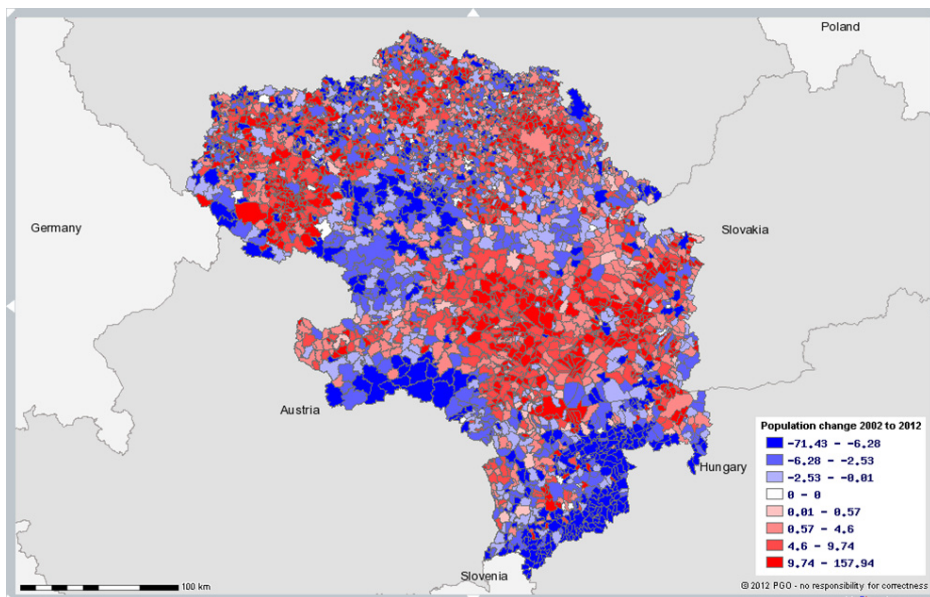 Poland
Germany
Slovakia
Austria
Hungary
Slovenia
Population change 2002 to 2012
-71.43 - -6.28
-6.28 - -2.53
-2.53 - -0.01
0 - 0
0.01 - 0.57
0.57 - 4.6
4.6 - 9.74
9.74 - 157.94
100 km
© 2012 PGO - no responsibility for correctness